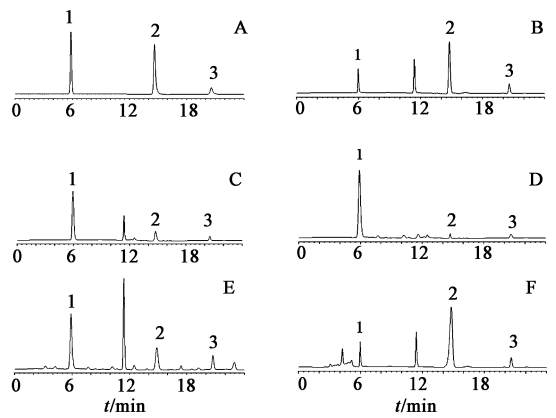 1 2 3 A
0 6 12 18
1 2 3 B
0 6 12 18
1 2 3 C
0 6 12 18
1 2 3 D
0 6 12 18
1 2 3 E
0 6 12 18
t/min
1 2 3 F
0 6 12 18
t/min